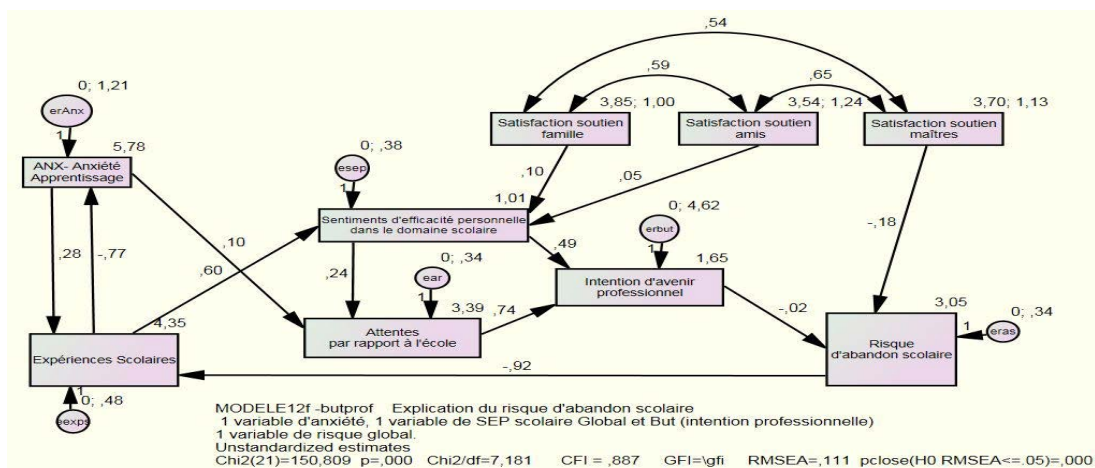 ,54
,59
,65
0; 1,21
erAnx
1
5,78
ANX- Anxiété
Apprentissage
3,85; 1,00
Satisfaction soutien
famille
3,54; 1,24
Satisfaction soutien
amis
3,70; 1,13
Satisfaction soutien
maîtres
0; ,38
esep
1
,10
,05
1,01
Sentiments d'efficacité personnelle
dans le domaine scolaire
0; 4,62
erbut
1
-,18
,28
-,77
,10
,60
,24
0; ,34
ear
1
,49
1,65
Intention d'avenir
professionnel
3,39
,74
Attentes
par rapport à l'école
-,02
3,05
Risque
d'abandon scolaire
0; ,34
1
eras
4,35
Expériences Scolaires
-,92
1
0; ,48
eexps
MODELE12f -butprof Explication du risque d'abandon scolaire
1 variable d'anxiété, 1 variable de SEP scolaire Global et But (intention professionnelle)
1 variable de risque global.
Unstandardized estimates
Chi2(21)=150,809 p=,000 Chi2/df=7,181 CFI = ,887 GFI=\gfi RMSEA=,111 pclose(H0 RMSEA<=.05)=,000